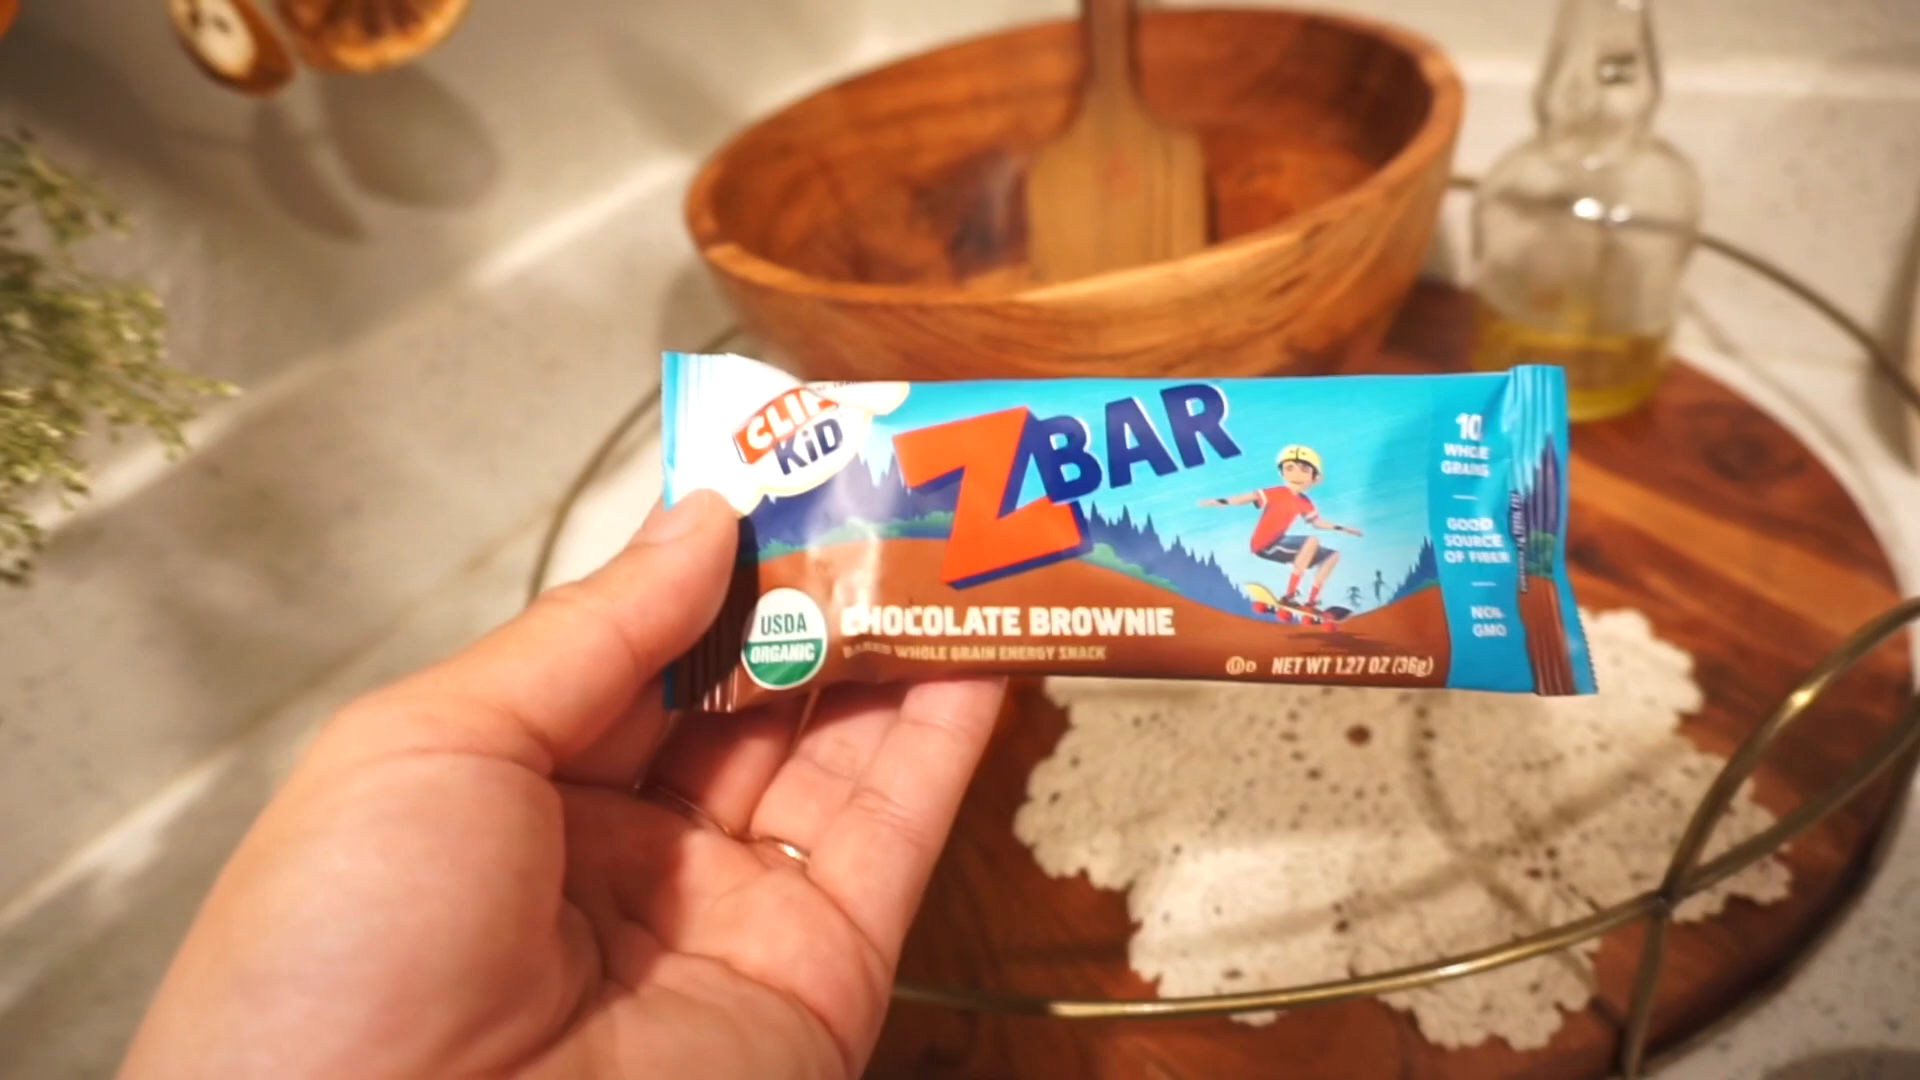 CLIF
KiD
ZBAR
10
WHOLE
GRAINS
GOOD
SOURCE
OF FIBER
NON-
GMO
USDA
ORGANIC
CHOCOLATE BROWNIE
BAKED WHOLE GRAIN ENERGY SNACK
U D NET WT 1.27 OZ (36g)